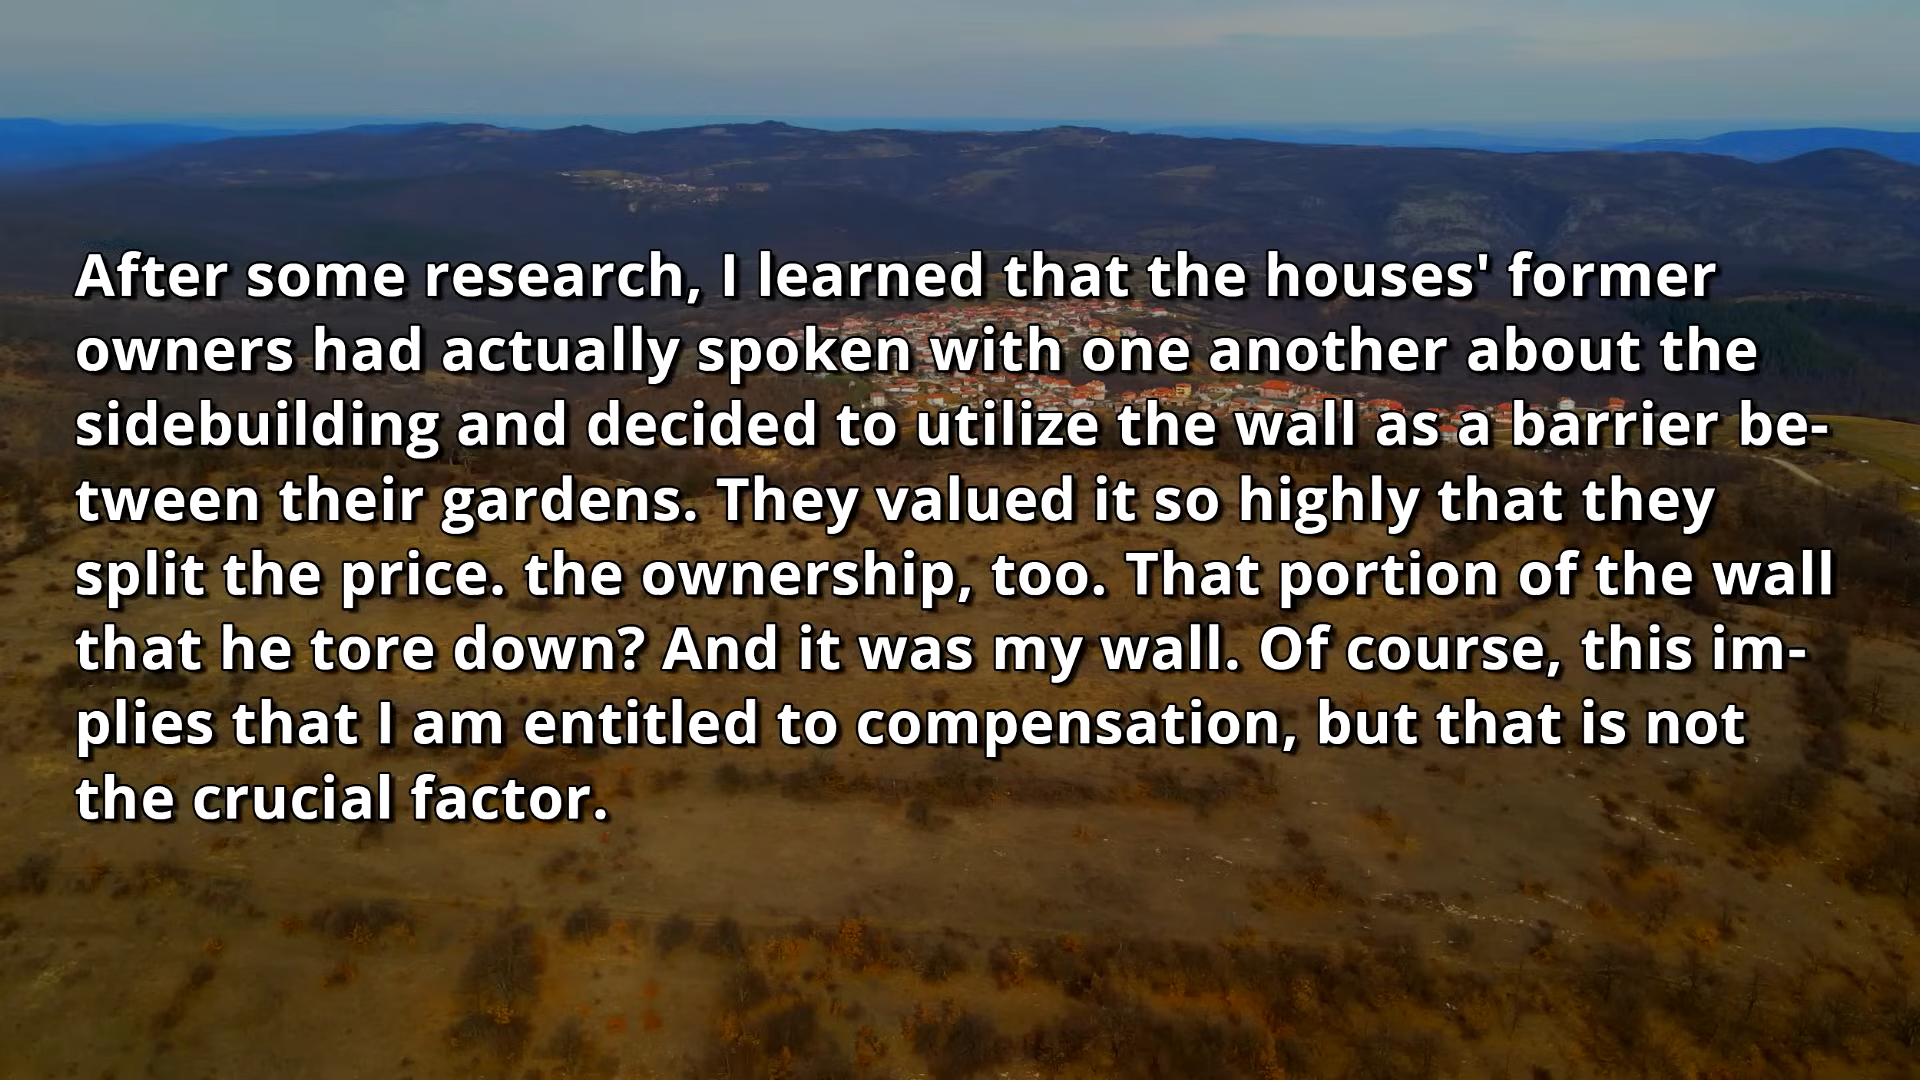 After some research, I learned that the houses' former
owners had actually spoken with one another about the
sidebuilding and decided to utilize the wall as a barrier be-
tween their gardens. They valued it so highly that they
split the price. the ownership, too. That portion of the wall
that he tore down? And it was my wall. Of course, this im-
plies that I am entitled to compensation, but that is not
the crucial factor.